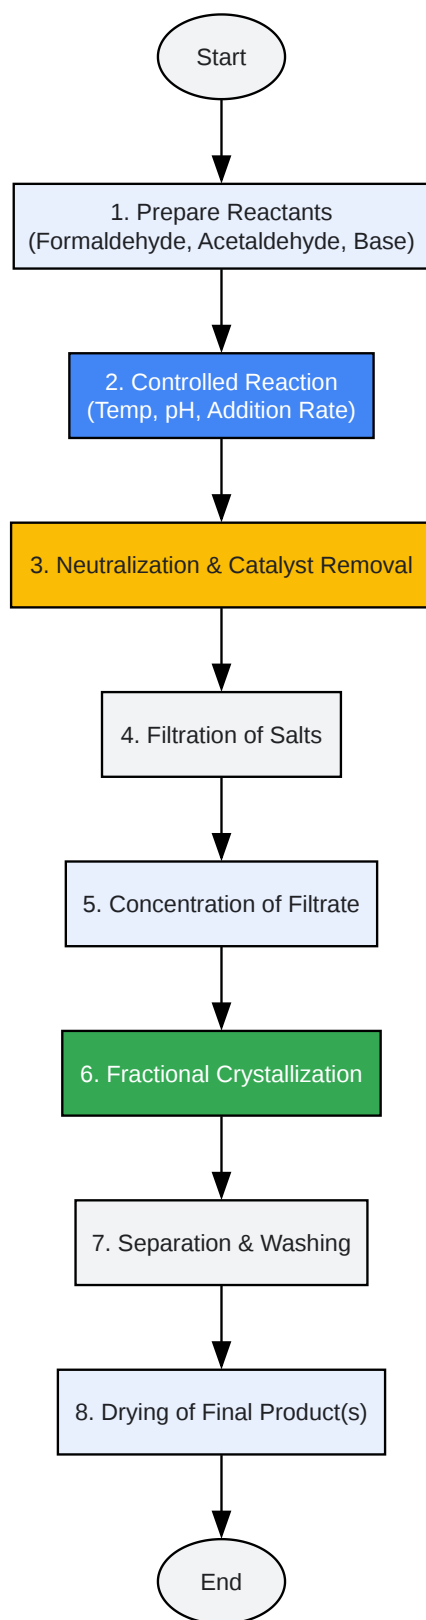 Start
1. Prepare Reactants
(Formaldehyde, Acetaldehyde, Base)
2. Controlled Reaction
(Temp, pH, Addition Rate)
3. Neutralization & Catalyst Removal
4. Filtration of Salts
5. Concentration of Filtrate
6. Fractional Crystallization
7. Separation & Washing
8. Drying of Final Product(s)
End